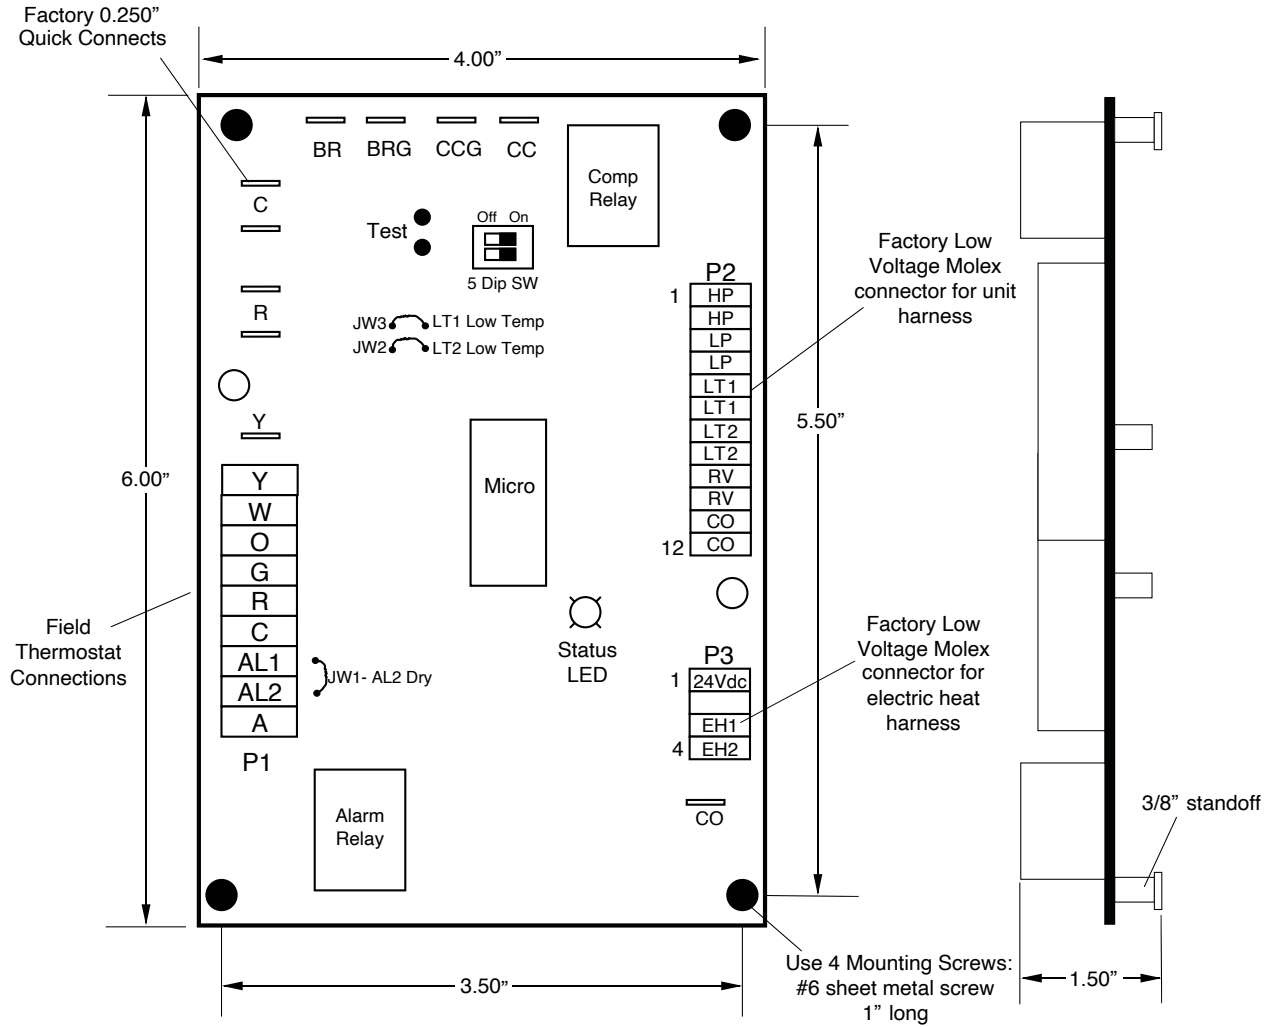 Factory 0.250”
Quick Connects
4.00”
BR BRG CCG CC
Comp
Relay
C
Test
Off On
5 Dip SW
R
JW3 LT1 Low Temp
JW2 LT2 Low Temp
Y
6.00”
Y
W
O
G
R
C
AL1
AL2
A
P1
JW1- AL2 Dry
Field
Thermostat
Connections
Micro
Status
LED
Alarm
Relay
P2
1 HP
HP
LP
LP
LT1
LT1
LT2
LT2
RV
RV
CO
12 CO
Factory Low
Voltage Molex
connector for unit
harness
5.50”
P3
1 24Vdc
EH1
4 EH2
CO
Factory Low
Voltage Molex
connector for
electric heat
harness
3/8” standoff
Use 4 Mounting Screws:
#6 sheet metal screw
1” long
3.50”
1.50”